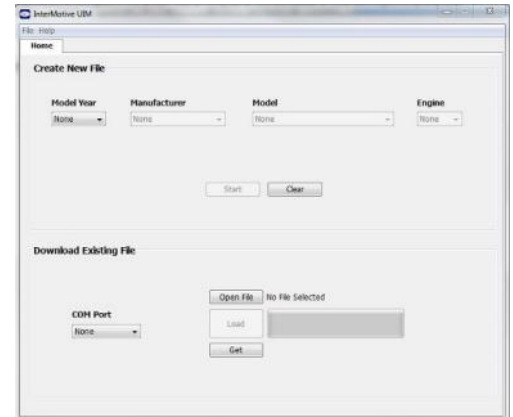 InterMotive UIM
File Help
Home
Create New File
Model Year Manufacturer Model Engine
None None None None
Start Clear
Download Existing File
Open File No File Selected
COM Port
Load
None
Get